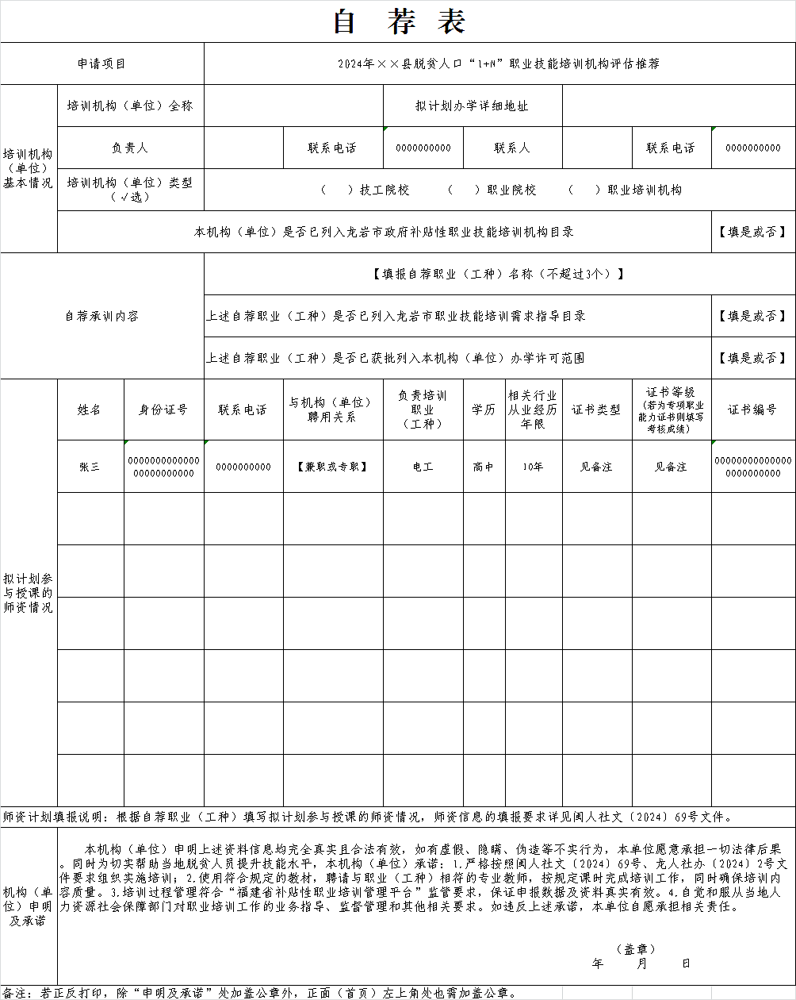 自 荐 表
申请项目
2024年××县脱贫人口“1+N”职业技能培训机构评估推荐
培训机构
（单位）
基本情况
培训机构（单位）全称
拟计划办学详细地址
负责人
联系电话
0000000000
联系人
联系电话
0000000000
培训机构（单位）类型
（√选）
（ ）技工院校 （ ）职业院校 （ ）职业培训机构
本机构（单位）是否已列入龙岩市政府补贴性职业技能培训机构目录
【填是或否】
自荐承训内容
【填报自荐职业（工种）名称（不超过3个）】
上述自荐职业（工种）是否已列入龙岩市职业技能培训需求指导目录
【填是或否】
上述自荐职业（工种）是否已获批列入本机构（单位）办学许可范围
【填是或否】
拟计划参
与授课的
师资情况
姓名
身份证号
联系电话
与机构（单位）
聘用关系
负责培训
职业
（工种）
学历
相关行业
从业经历
年限
证书类型
证书等级
（若为专项职业
能力证书则填写
考核成绩）
证书编号
张三
0000000000000
00000000000
0000000000
【兼职或专职】
电工
高中
10年
见备注
见备注
00000000000000
0000000000
师资计划填报说明：根据自荐职业（工种）填写拟计划参与授课的师资情况，师资信息的填报要求详见闽人社文〔2024〕69号文件。
机构（单
位）申明
及承诺
本机构（单位）申明上述资料信息均完全真实且合法有效，如有虚假、隐瞒、伪造等不实行为，本单位愿意承担一切法律后果
。同时为切实帮助当地脱贫人员提升技能水平，本机构（单位）承诺：1.严格按照闽人社文〔2024〕69号、龙人社办〔2024〕2号文
件要求组织实施培训；2.使用符合规定的教材，聘请与职业（工种）相符的专业教师，按规定课时完成培训工作，同时确保培训内
容质量。3.培训过程管理符合“福建省补贴性职业培训管理平台”监管要求，保证申报数据及资料真实有效。4.自觉和服从当地人
力资源社会保障部门对职业培训工作的业务指导、监督管理和其他相关要求。如违反上述承诺，本单位自愿承担相关责任。
（盖章）
年 月 日
备注：若正反打印，除“申明及承诺”处加盖公章外，正面（首页）左上角处也需加盖公章。